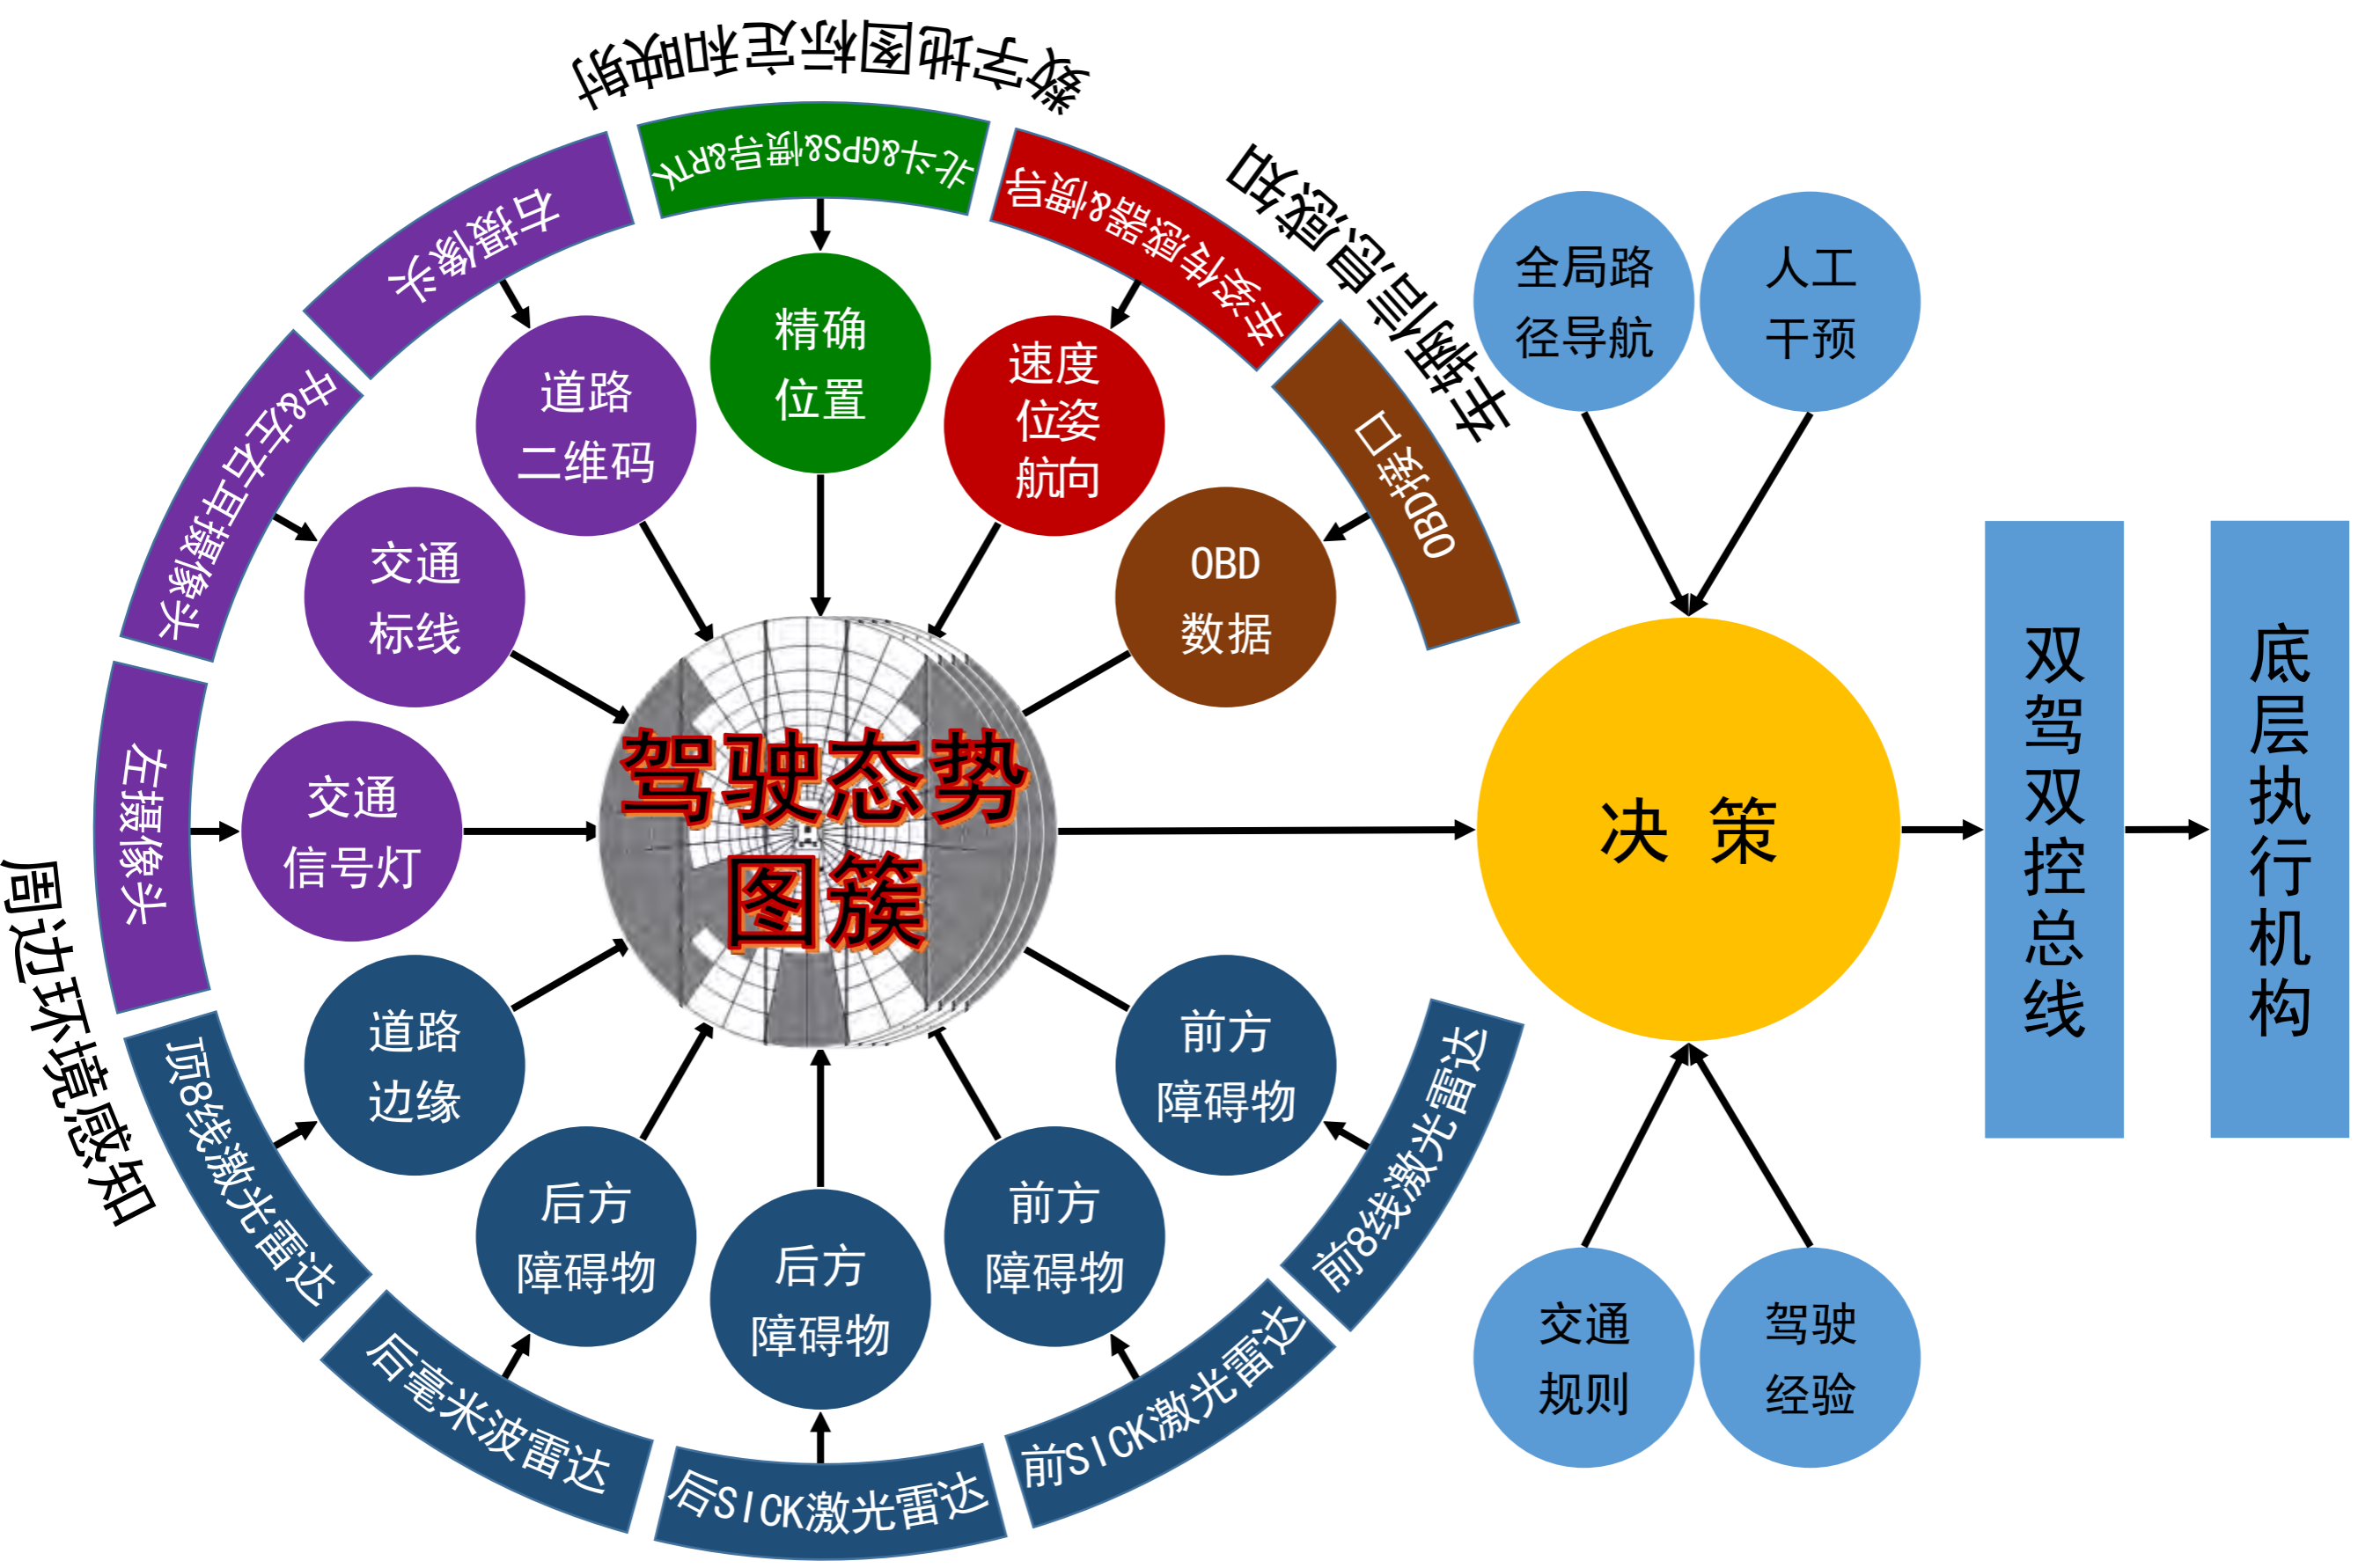 数字地图标定和映射
车辆信息感知
周边环境感知
北斗&GPS&惯导&RTK
车姿传感器&惯导
OBD接口
右摄像头
中&左右耳摄像头
左摄像头
顶8线激光雷达
后毫米波雷达
后SICK激光雷达
前SICK激光雷达
前8线激光雷达
精确
位置
速度
位姿
航向
OBD
数据
道路
二维码
交通
标线
交通
信号灯
道路
边缘
后方
障碍物
后方
障碍物
前方
障碍物
前方
障碍物
驾驶态势
图簇
全局路
径导航
人工
干预
决 策
交通
规则
驾驶
经验
双驾双控总线
底层执行机构